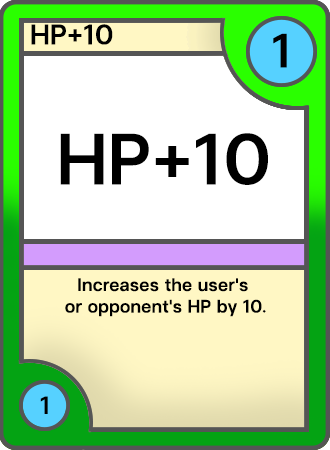 HP+10
1
HP+10
Increases the user's
or opponent's HP by 10.
1